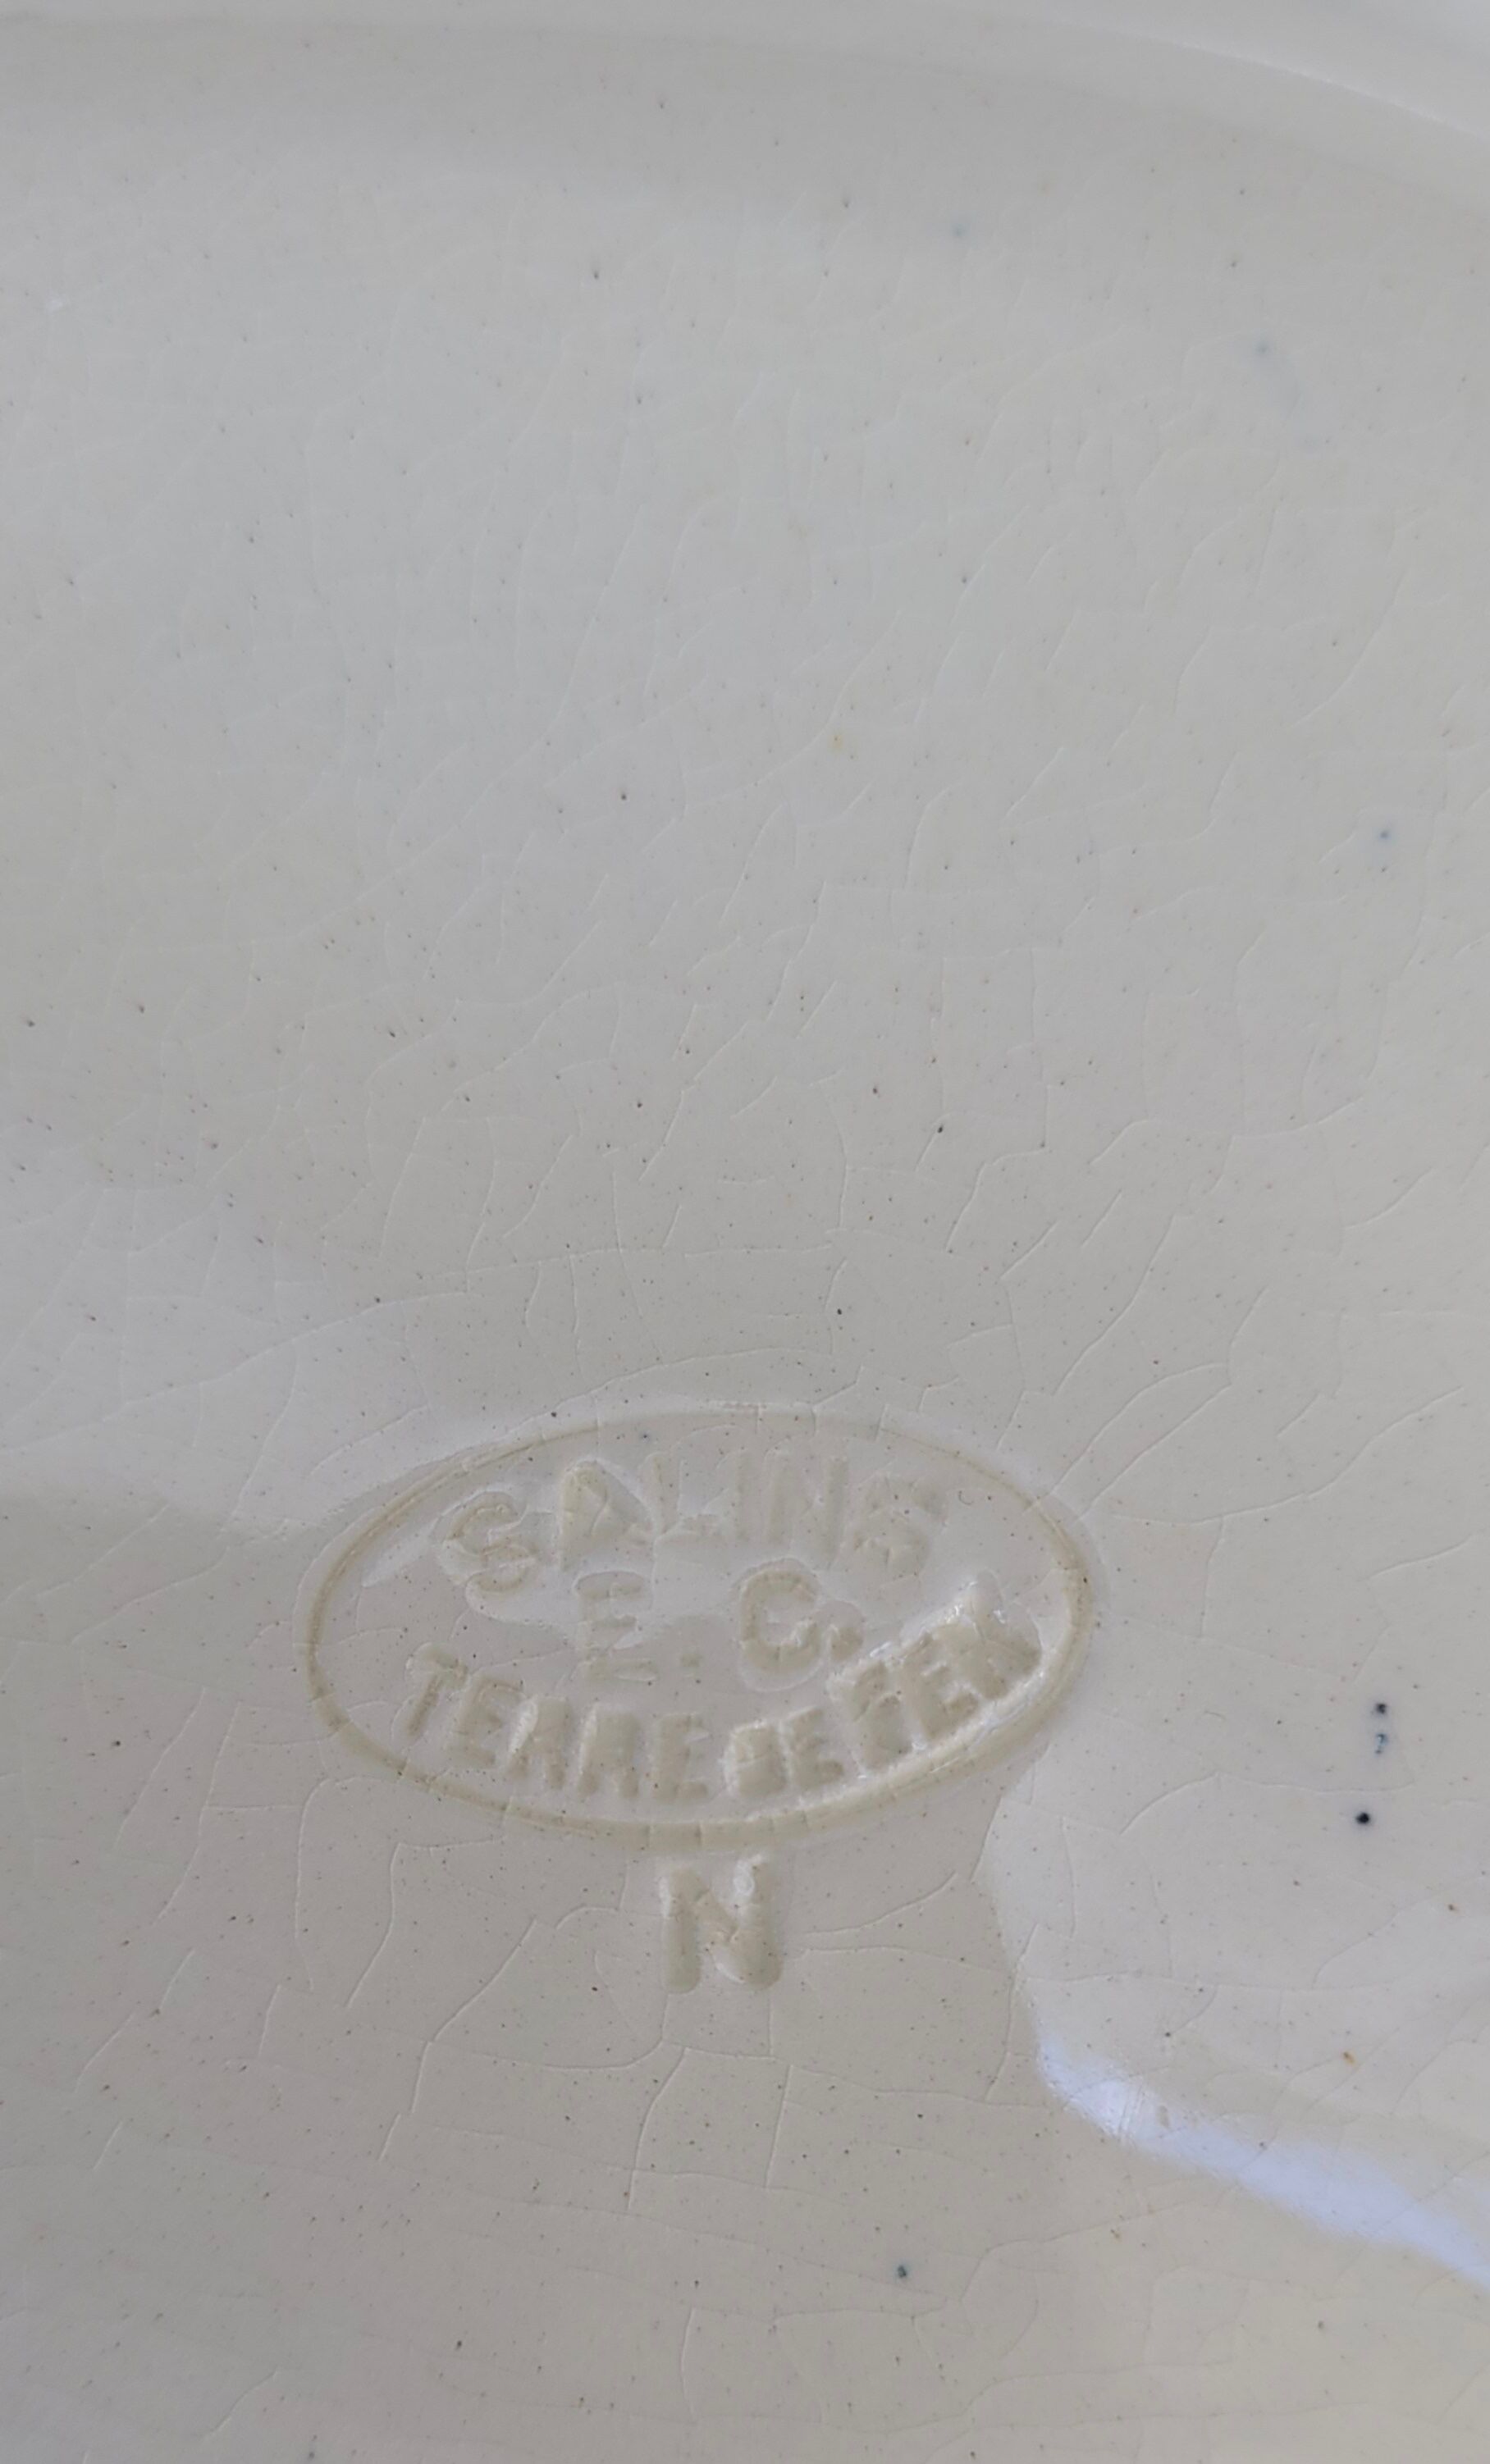 SALINS
E. C.
TERRE DE FER
N